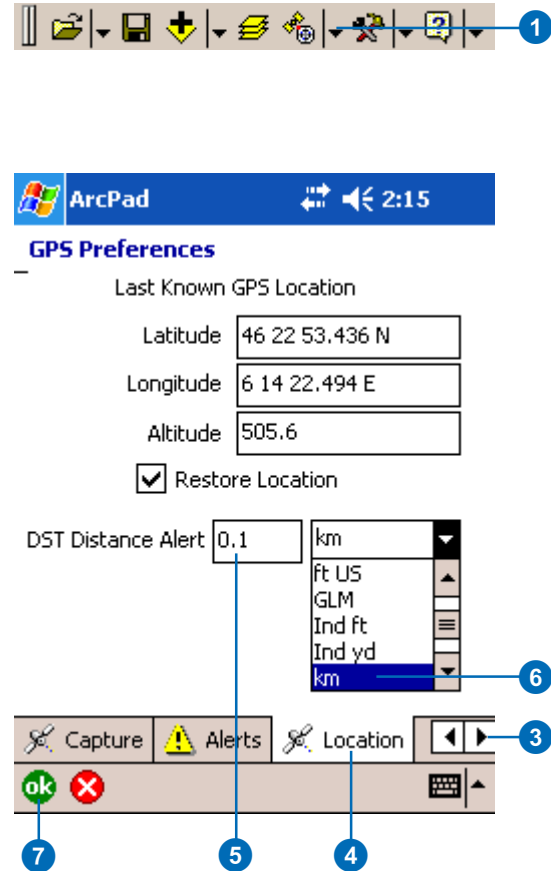 1
ArcPad 2:15
GPS Preferences
Last Known GPS Location
Latitude 46 22 53.436 N
Longitude 6 14 22.494 E
Altitude 505.6
Restore Location
DST Distance Alert 0.1 km
ft US
GLM
Ind ft
Ind yd
km
6
Capture Alerts Location
3
ok
7 5 4